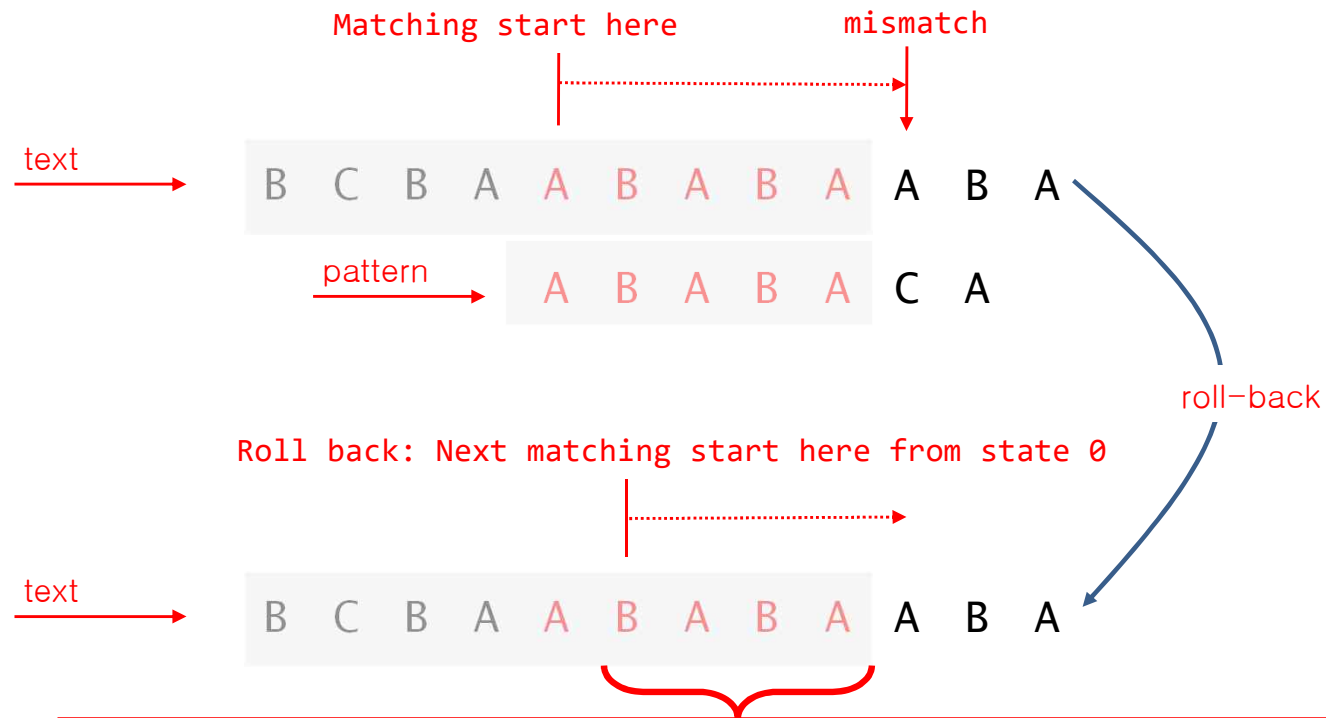 Matching start here mismatch
text
B C B A A B A B A A B A
pattern
A B A B A C A
roll-back
Roll back: Next matching start here from state 0
text
B C B A A B A B A A B A